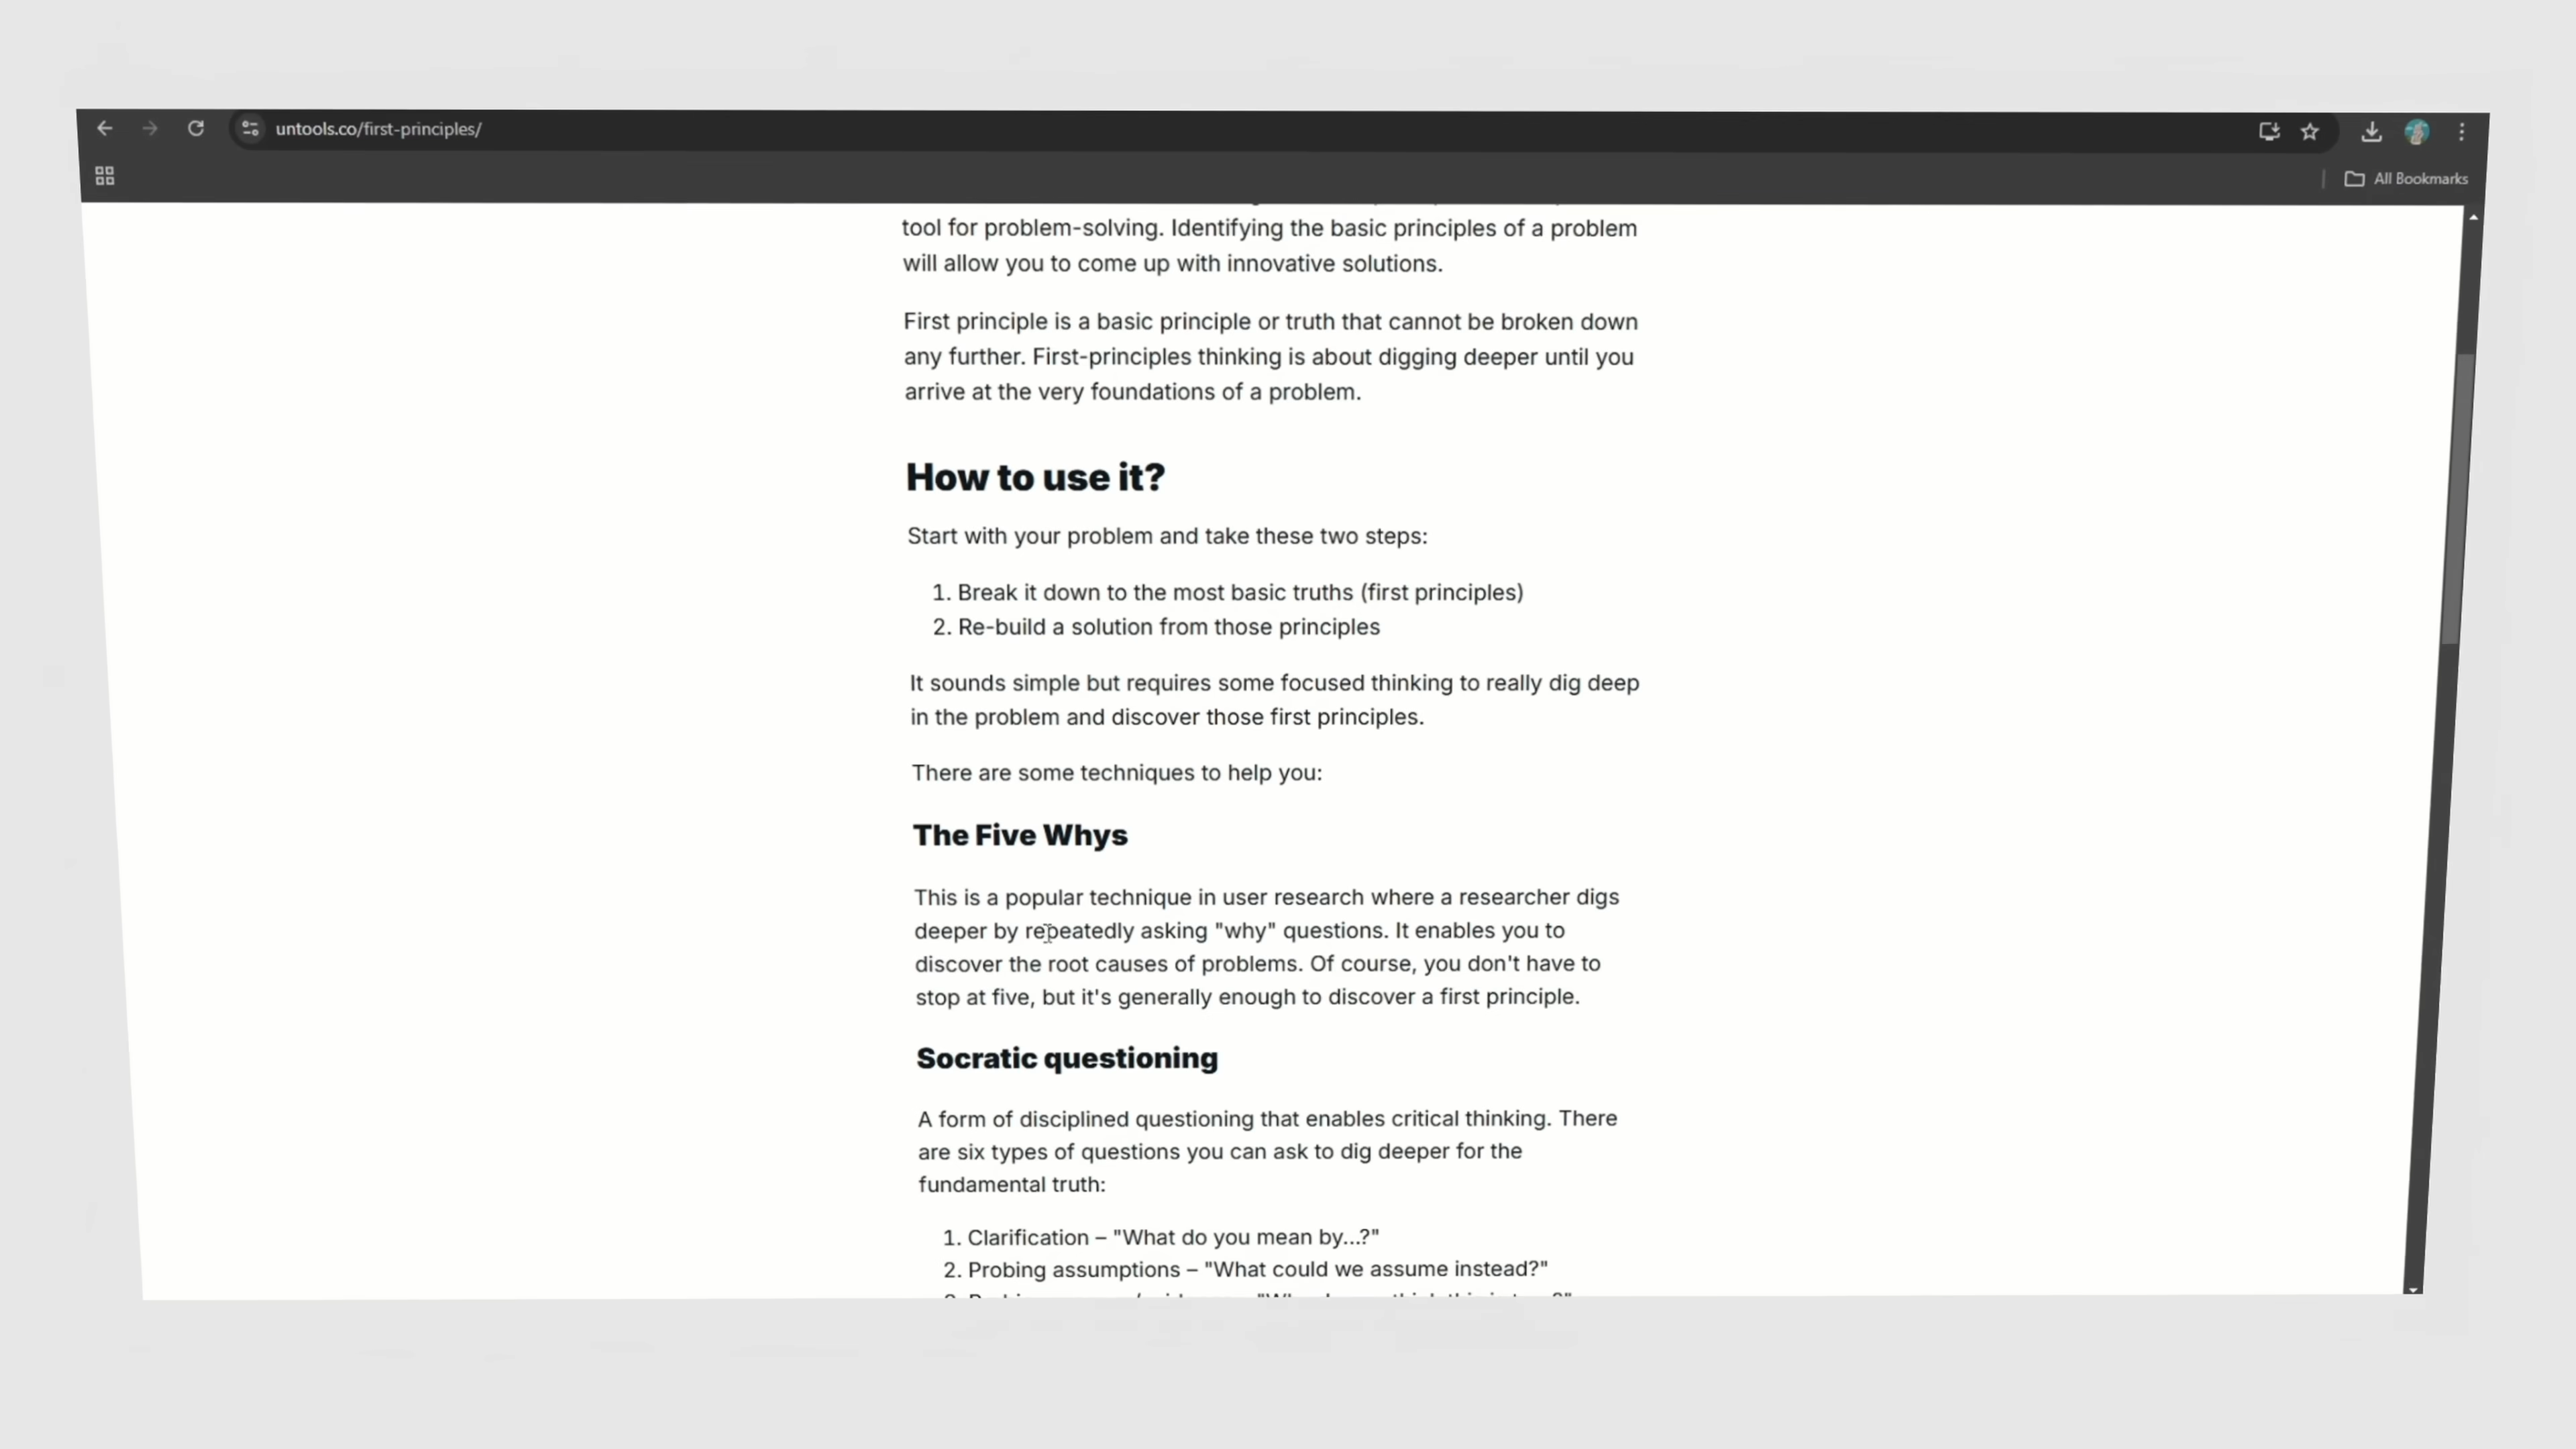 untools.co/first-principles/
All Bookmarks
tool for problem-solving. Identifying the basic principles of a problem
will allow you to come up with innovative solutions.
First principle is a basic principle or truth that cannot be broken down
any further. First-principles thinking is about digging deeper until you
arrive at the very foundations of a problem.
How to use it?
Start with your problem and take these two steps:
1. Break it down to the most basic truths (first principles)
2. Re-build a solution from those principles
It sounds simple but requires some focused thinking to really dig deep
in the problem and discover those first principles.
There are some techniques to help you:
The Five Whys
This is a popular technique in user research where a researcher digs
deeper by repeatedly asking "why" questions. It enables you to
discover the root causes of problems. Of course, you don't have to
stop at five, but it's generally enough to discover a first principle.
Socratic questioning
A form of disciplined questioning that enables critical thinking. There
are six types of questions you can ask to dig deeper for the
fundamental truth:
1. Clarification – "What do you mean by...?"
2. Probing assumptions – "What could we assume instead?"